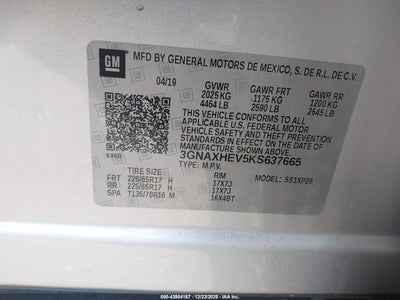 GM
MFD BY GENERAL MOTORS DE MEXICO, S. DE R.L. DE C.V.
04/19 GVWR GAWR FRT GAWR RR
2025 KG 1175 KG 1200 KG
4464 LB 2590 LB 2645 LB
THIS VEHICLE CONFORMS TO ALL APPLICABLE
U.S. FEDERAL MOTOR VEHICLE SAFETY, BUMPER,
AND THEFT PREVENTION STANDARDS IN EFFECT ON
THE DATE OF MANUFACTURE SHOWN ABOVE.
3GNAXHEV5KS637665
TYPE: M.P.V.
636R
TIRE SIZE RIM 551XP26
FRT 225/65R17 H 17X7J
RR 225/65R17 H 17X7J
SPA T135/70R16 M 16X4BT
000-43954167 - 12/23/2025 - IAA, Inc.